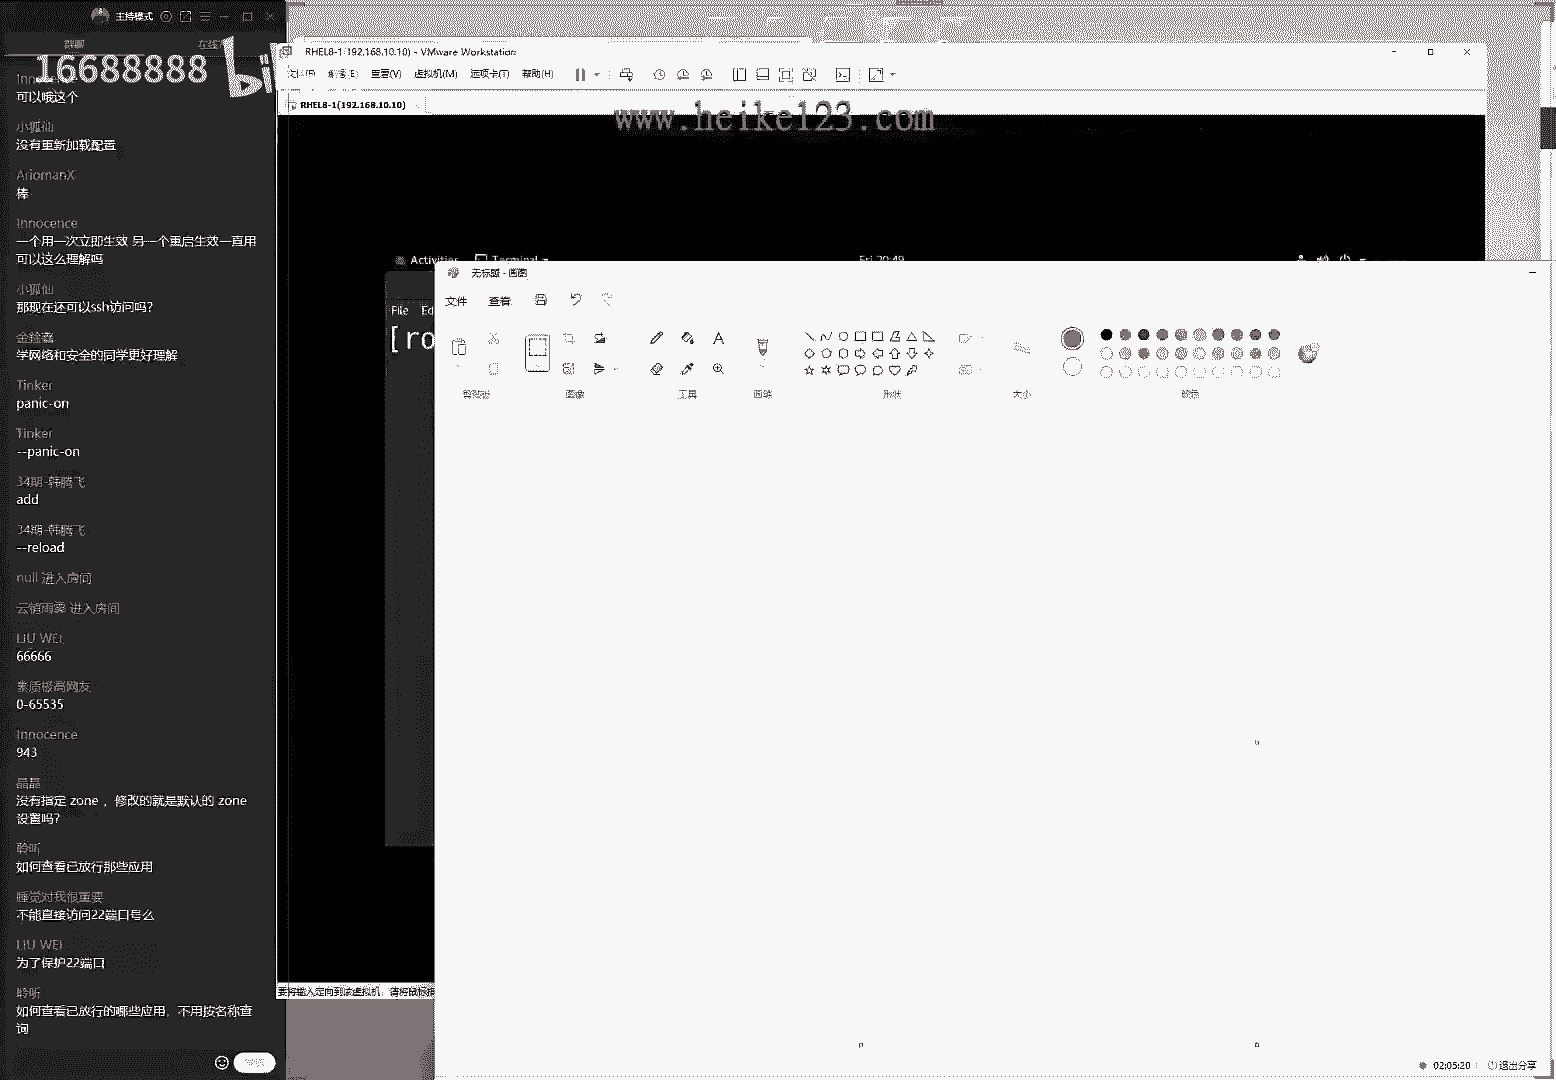 主持模式
群聊
16688888
可以哦这个
小狐仙
没有重新加载配置
AriomanX
棒
Innocence
一个用一次立即生效 另一个重启生效一直用
可以这么理解吗
小狐仙
那现在还可以ssh访问吗?
学网络和安全的同学更好理解
Tinker
panic-on
Tinker
--panic-on
34期-韩腾飞
add
34期-韩腾飞
--reload
null 进入房间
进入房间
LIU WEI
66666
素质极高网友
0-65535
Innocence
943
晶晶
没有指定 zone ，修改的就是默认的 zone
设置吗?
聆听
如何查看已放行那些应用
睡觉对我很重要
不能直接访问22端口号么
LIU WEI
为了保护22端口
聆听
如何查看已放行的哪些应用，不用按名称查
询
RHEL8-1(192.168.10.10) - VMware Workstation
文件(F) 编辑(E) 查看(V) 虚拟机(M) 选项卡(T) 帮助(H)
RHEL8-1(192.168.10.10)
www.heike123.com
Activities Terminal
Fri 20:49
File Ed
[ro
无标题 - 画图
文件 查看
剪贴板 图像 工具 画笔 形状 大小 颜色
要将输入定向到该虚拟机，请将鼠标指
02:05:20 退出分享